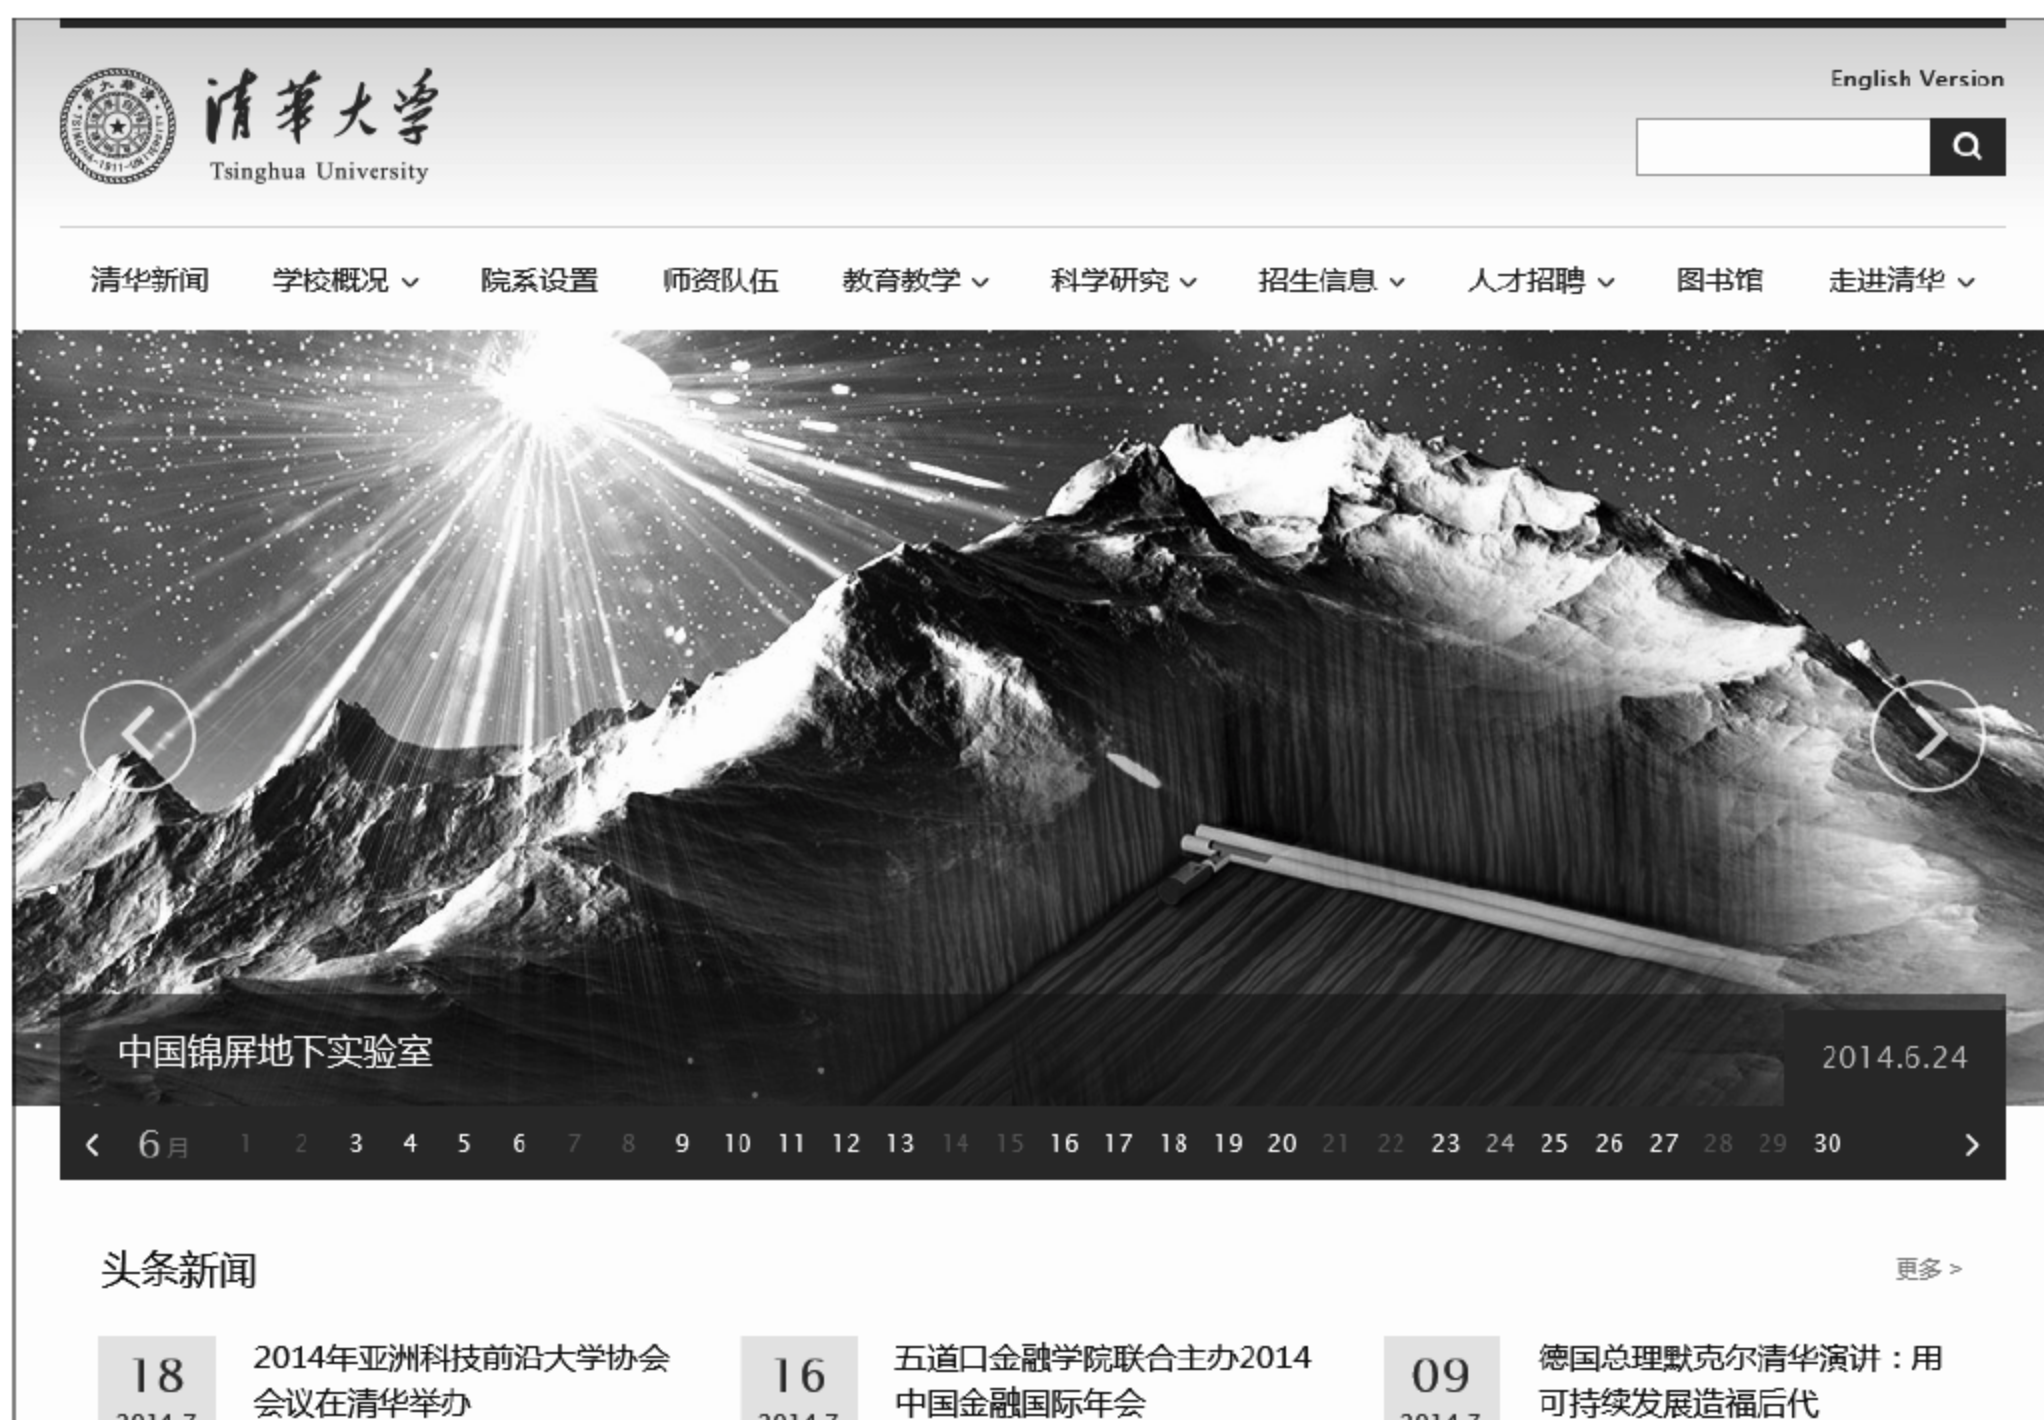 清華大学
Tsinghua University
English Version
清华新闻 学校概况 院系设置 师资队伍 教育教学 科学研究 招生信息 人才招聘 图书馆 走进清华
中国锦屏地下实验室
2014.6.24
6月 1 2 3 4 5 6 7 8 9 10 11 12 13 14 15 16 17 18 19 20 21 22 23 24 25 26 27 28 29 30
头条新闻
更多 >
18
2014年亚洲科技前沿大学协会
会议在清华举办
2014.7
16
五道口金融学院联合主办2014
中国金融国际年会
2014.7
09
德国总理默克尔清华演讲：用
可持续发展造福后代
2014.7